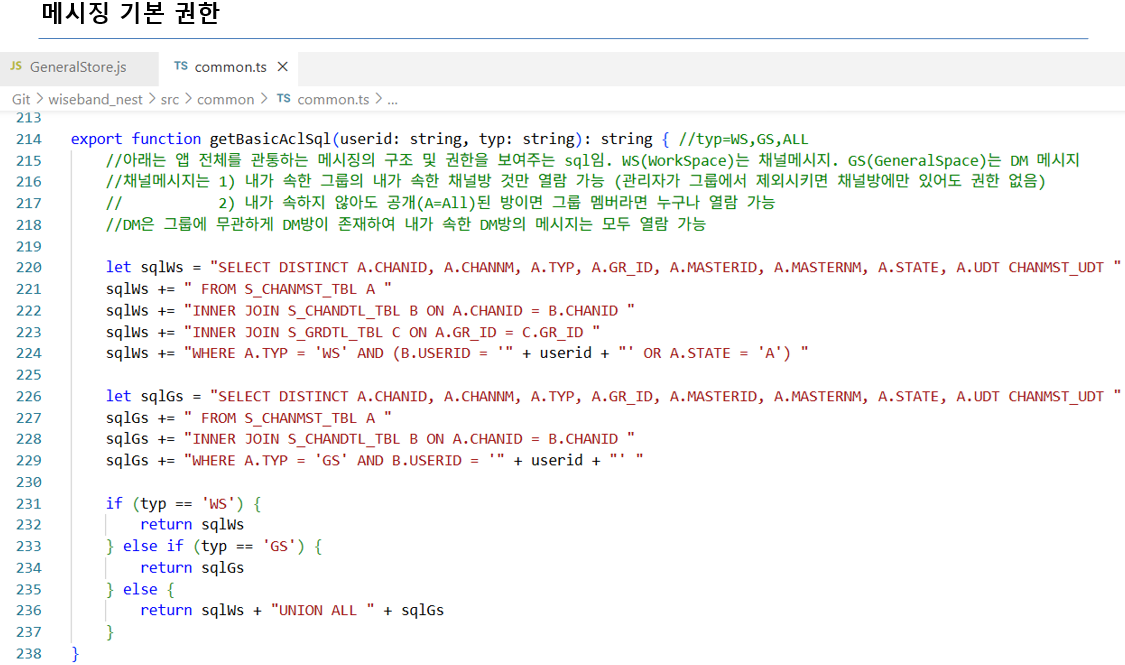 메시징 기본 권한
JS GeneralStore.js TS common.ts ×
Git > wiseband_nest > src > common > TS common.ts > ...
213
214 export function getBasicAclSql(userid: string, typ: string): string { //typ=WS,GS,ALL
215 //아래는 앱 전체를 관통하는 메시징의 구조 및 권한을 보여주는 sql임. WS(WorkSpace)는 채널메시지. GS(GeneralSpace)는 DM 메시지
216 //채널메시지는 1) 내가 속한 그룹의 내가 속한 채널방 것만 열람 가능 (관리자가 그룹에서 제외시키면 채널방에만 있어도 권한 없음)
217 // 2) 내가 속하지 않아도 공개(A=All)된 방이면 그룹 멤버라면 누구나 열람 가능
218 //DM은 그룹에 무관하게 DM방이 존재하여 내가 속한 DM방의 메시지는 모두 열람 가능
219
220 let sqlWs = "SELECT DISTINCT A.CHANID, A.CHANNM, A.TYP, A.GR_ID, A.MASTERID, A.MASTERNM, A.STATE, A.UDT CHANMST_UDT "
221 sqlWs += " FROM S_CHANMST_TBL A "
222 sqlWs += "INNER JOIN S_CHANDTL_TBL B ON A.CHANID = B.CHANID "
223 sqlWs += "INNER JOIN S_GRDTL_TBL C ON A.GR_ID = C.GR_ID "
224 sqlWs += "WHERE A.TYP = 'WS' AND (B.USERID = '" + userid + "' OR A.STATE = 'A') "
225
226 let sqlGs = "SELECT DISTINCT A.CHANID, A.CHANNM, A.TYP, A.GR_ID, A.MASTERID, A.MASTERNM, A.STATE, A.UDT CHANMST_UDT "
227 sqlGs += " FROM S_CHANMST_TBL A "
228 sqlGs += "INNER JOIN S_CHANDTL_TBL B ON A.CHANID = B.CHANID "
229 sqlGs += "WHERE A.TYP = 'GS' AND B.USERID = '" + userid + "' "
230
231 if (typ == 'WS') {
232 return sqlWs
233 } else if (typ == 'GS') {
234 return sqlGs
235 } else {
236 return sqlWs + "UNION ALL " + sqlGs
237 }
238 }